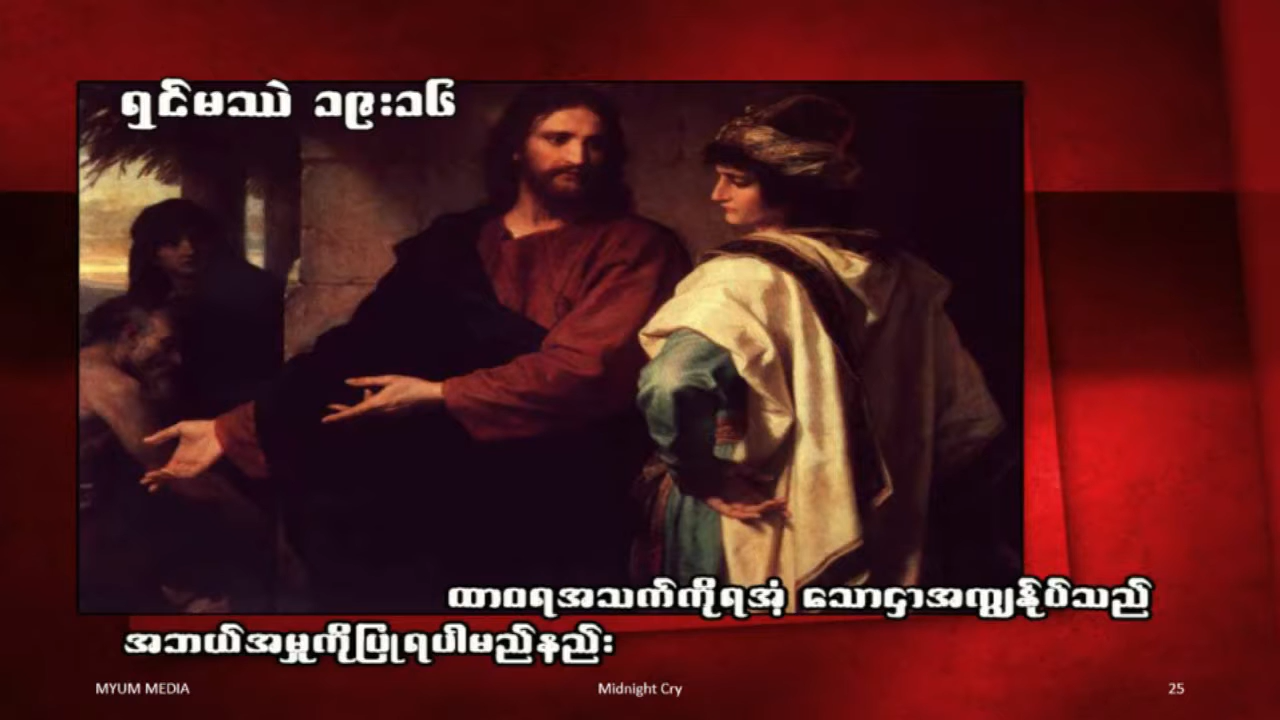 ရှင်မဿဲ ၁၉း၁၆
ထာဝရအသက်ကိုရအံ့ သောဌာအကျွန်ုပ်သည်
အဘယ်အမှုကိုပြုရပါမည်နည်း
MYUM MEDIA
Midnight Cry
25